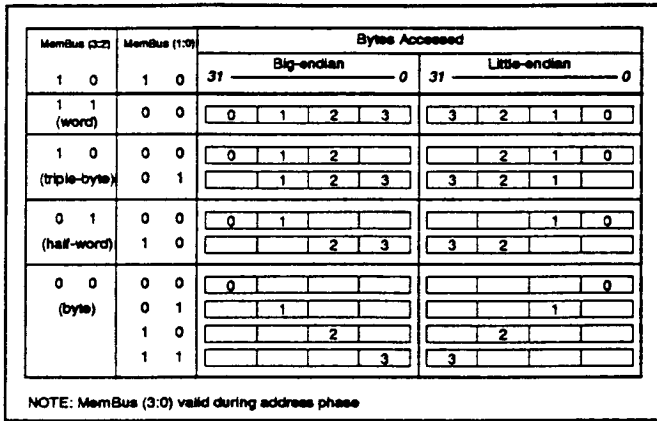 MemBus (3:2) MemBus (1:0) Bytes Accessed
Big-endian Little-endian
1 0 1 0 31 0 31 0
1 1 0 0 0 1 2 3 3 2 1 0
(word)
1 0 0 0 0 1 2 2 1 0
(triple-byte) 0 1 1 2 3 3 2 1
0 1 0 0 0 1 1 0
(half-word) 1 0 2 3 3 2
0 0 0 0 0 0
(byte) 0 1 1 1
1 0 2 2
1 1 3 3
NOTE: MemBus (3:0) valid during address phase